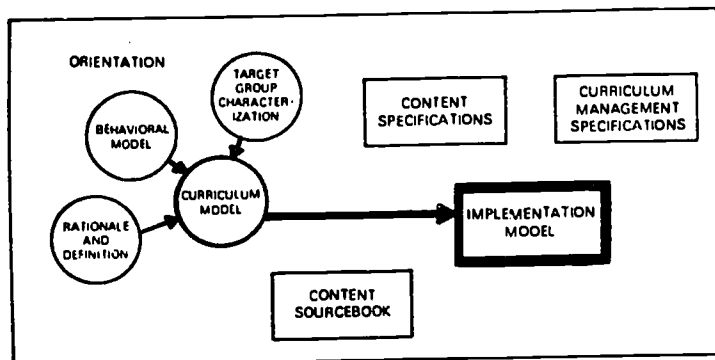 ORIENTATION
TARGET
GROUP
CHARACTER-
IZATION
BEHAVIORAL
MODEL
CURRICULUM
MODEL
RATIONALE
AND
DEFINITION
CONTENT
SPECIFICATIONS
CURRICULUM
MANAGEMENT
SPECIFICATIONS
IMPLEMENTATION
MODEL
CONTENT
SOURCEBOOK